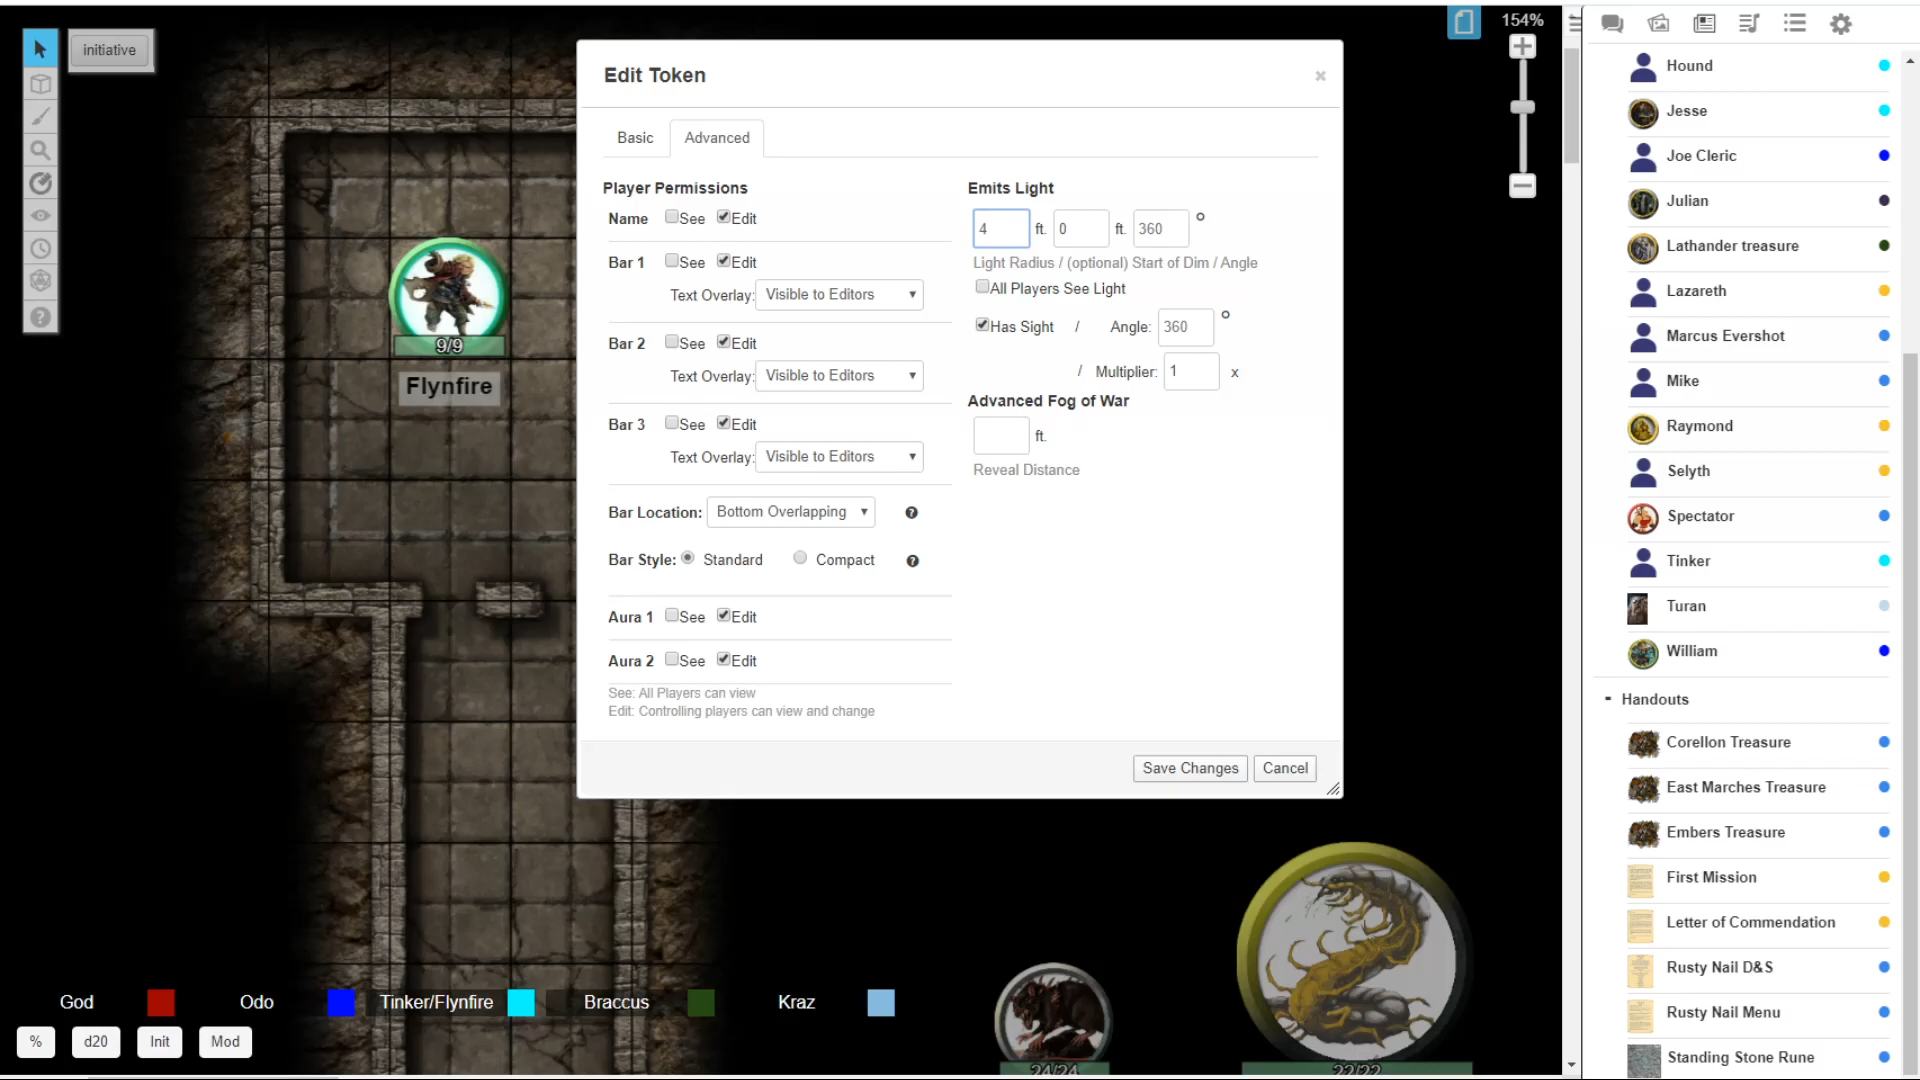 154%
initiative
9/9
Flynfire
Edit Token
×
Basic
Advanced
Player Permissions
Name See Edit
Bar 1 See Edit
Text Overlay: Visible to Editors
Bar 2 See Edit
Text Overlay: Visible to Editors
Bar 3 See Edit
Text Overlay: Visible to Editors
Bar Location: Bottom Overlapping ?
Bar Style: Standard Compact ?
Aura 1 See Edit
Aura 2 See Edit
See: All Players can view
Edit: Controlling players can view and change
Emits Light
4 ft. 0 ft. 360 °
Light Radius / (optional) Start of Dim / Angle
All Players See Light
Has Sight / Angle: 360 °
/ Multiplier: 1 x
Advanced Fog of War
ft.
Reveal Distance
Save Changes
Cancel
24/24
22/22
God
Odo
Tinker/Flynfire
Braccus
Kraz
%
d20
Init
Mod
Hound
Jesse
Joe Cleric
Julian
Lathander treasure
Lazareth
Marcus Evershot
Mike
Raymond
Selyth
Spectator
Tinker
Turan
William
- Handouts
Corellon Treasure
East Marches Treasure
Embers Treasure
First Mission
Letter of Commendation
Rusty Nail D&S
Rusty Nail Menu
Standing Stone Rune